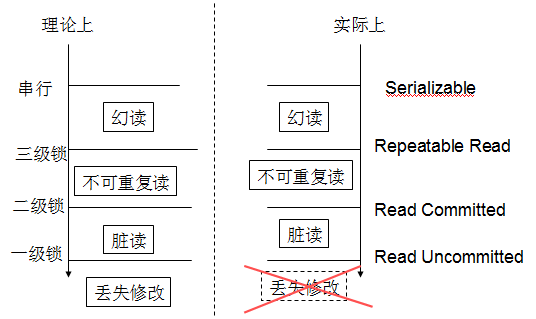 理论上
串行
幻读
三级锁
不可重复读
二级锁
脏读
一级锁
丢失修改
实际上
Serializable
幻读
Repeatable Read
不可重复读
Read Committed
脏读
Read Uncommitted
丢失修改